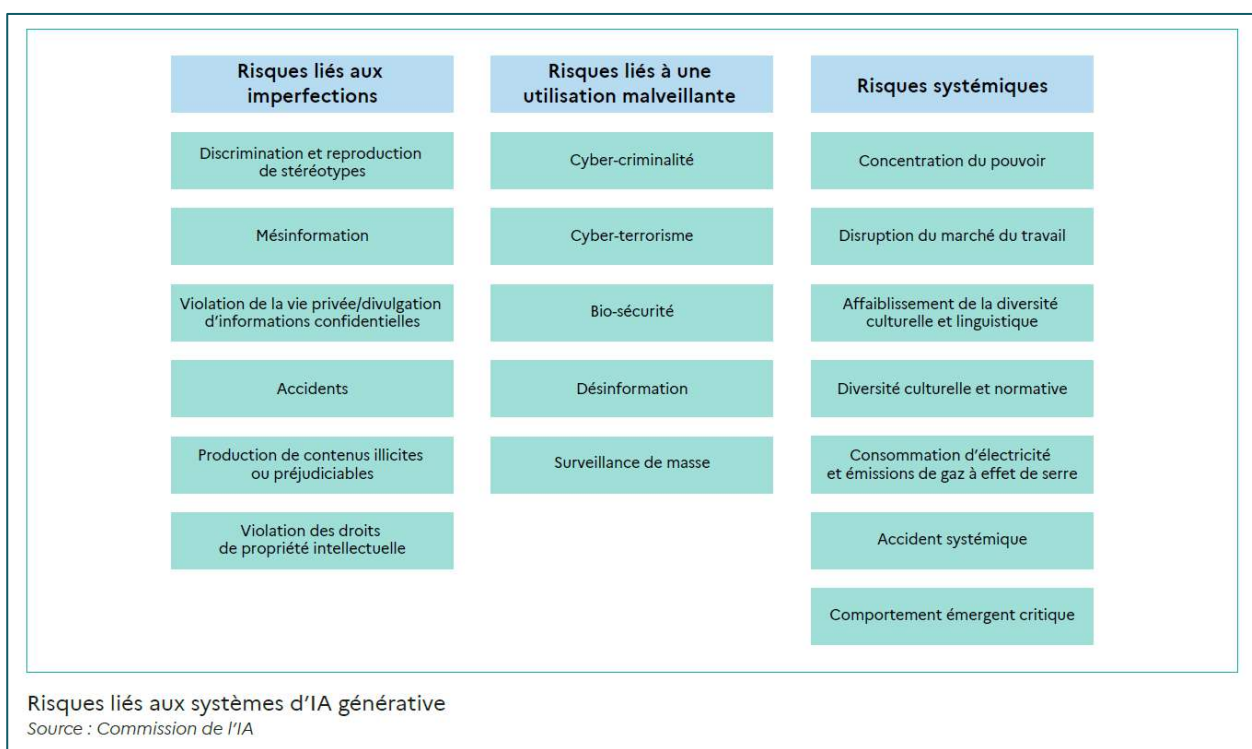 Risques liés aux
imperfections
Discrimination et reproduction
de stéréotypes
Mésinformation
Violation de la vie privée/divulgation
d'informations confidentielles
Accidents
Production de contenus illicites
ou préjudiciables
Violation des droits
de propriété intellectuelle
Risques liés à une
utilisation malveillante
Cyber-criminalité
Cyber-terrorisme
Bio-sécurité
Désinformation
Surveillance de masse
Risques systémiques
Concentration du pouvoir
Disruption du marché du travail
Affaiblissement de la diversité
culturelle et linguistique
Diversité culturelle et normative
Consommation d'électricité
et émissions de gaz à effet de serre
Accident systémique
Comportement émergent critique
Risques liés aux systèmes d'IA générative
Source : Commission de l'IA